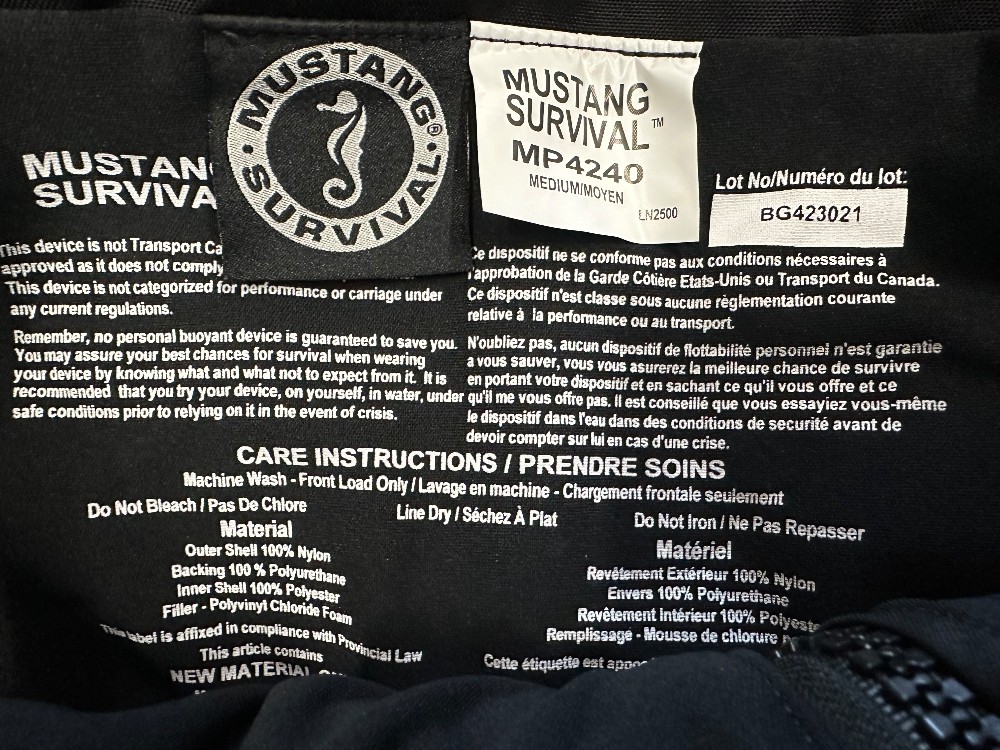 MUSTANG SURVIVAL®
MUSTANG
SURVIVAL™
MP4240
MEDIUM/MOYEN
LN2500
Lot No/Numéro du lot:
BG423021
MUSTAN
SURVIVA
This device is not Transport Ca
approved as it does not comply
This device is not categorized for performance or carriage under
any current regulations.
Remember, no personal buoyant device is guaranteed to save you.
You may assure your best chances for survival when wearing
your device by knowing what and what not to expect from it. It is
recommended that you try your device, on yourself, in water, under
safe conditions prior to relying on it in the event of crisis.
Ce dispositif ne se conforme pas aux conditions nécessaires à
l'approbation de la Garde Côtière Etats-Unis ou Transport du Canada.
Ce dispositif n'est classe sous aucune règlementation courante
relative à la performance ou au transport.
N'oubliez pas, aucun dispositif de flottabilité personnel n'est garantie
a vous sauver, vous vous asurerez la meilleure chance de survivre
en portant votre dispositif et en sachant ce qu'il vous offre et ce
qu'il me vous offre pas. Il est conseillé que vous essayiez vous-même
le dispositif dans l'eau dans des conditions de securité avant de
devoir compter sur lui en cas d'une crise.
CARE INSTRUCTIONS / PRENDRE SOINS
Machine Wash - Front Load Only / Lavage en machine - Chargement frontale seulement
Do Not Bleach / Pas De Chlore
Line Dry / Séchez À Plat
Do Not Iron / Ne Pas Repasser
Material
Outer Shell 100% Nylon
Backing 100 % Polyurethane
Inner Shell 100% Polyester
Filler - Polyvinyl Chloride Foam
This label is affixed in compliance with Provincial Law
This article contains
NEW MATERIAL
Matériel
Revêtement Extérieur 100% Nylon
Envers 100% Polyurethane
Revêtement Intérieur 100% Polyeste
Remplissage - Mousse de chlorure
Cette étiquette est appos